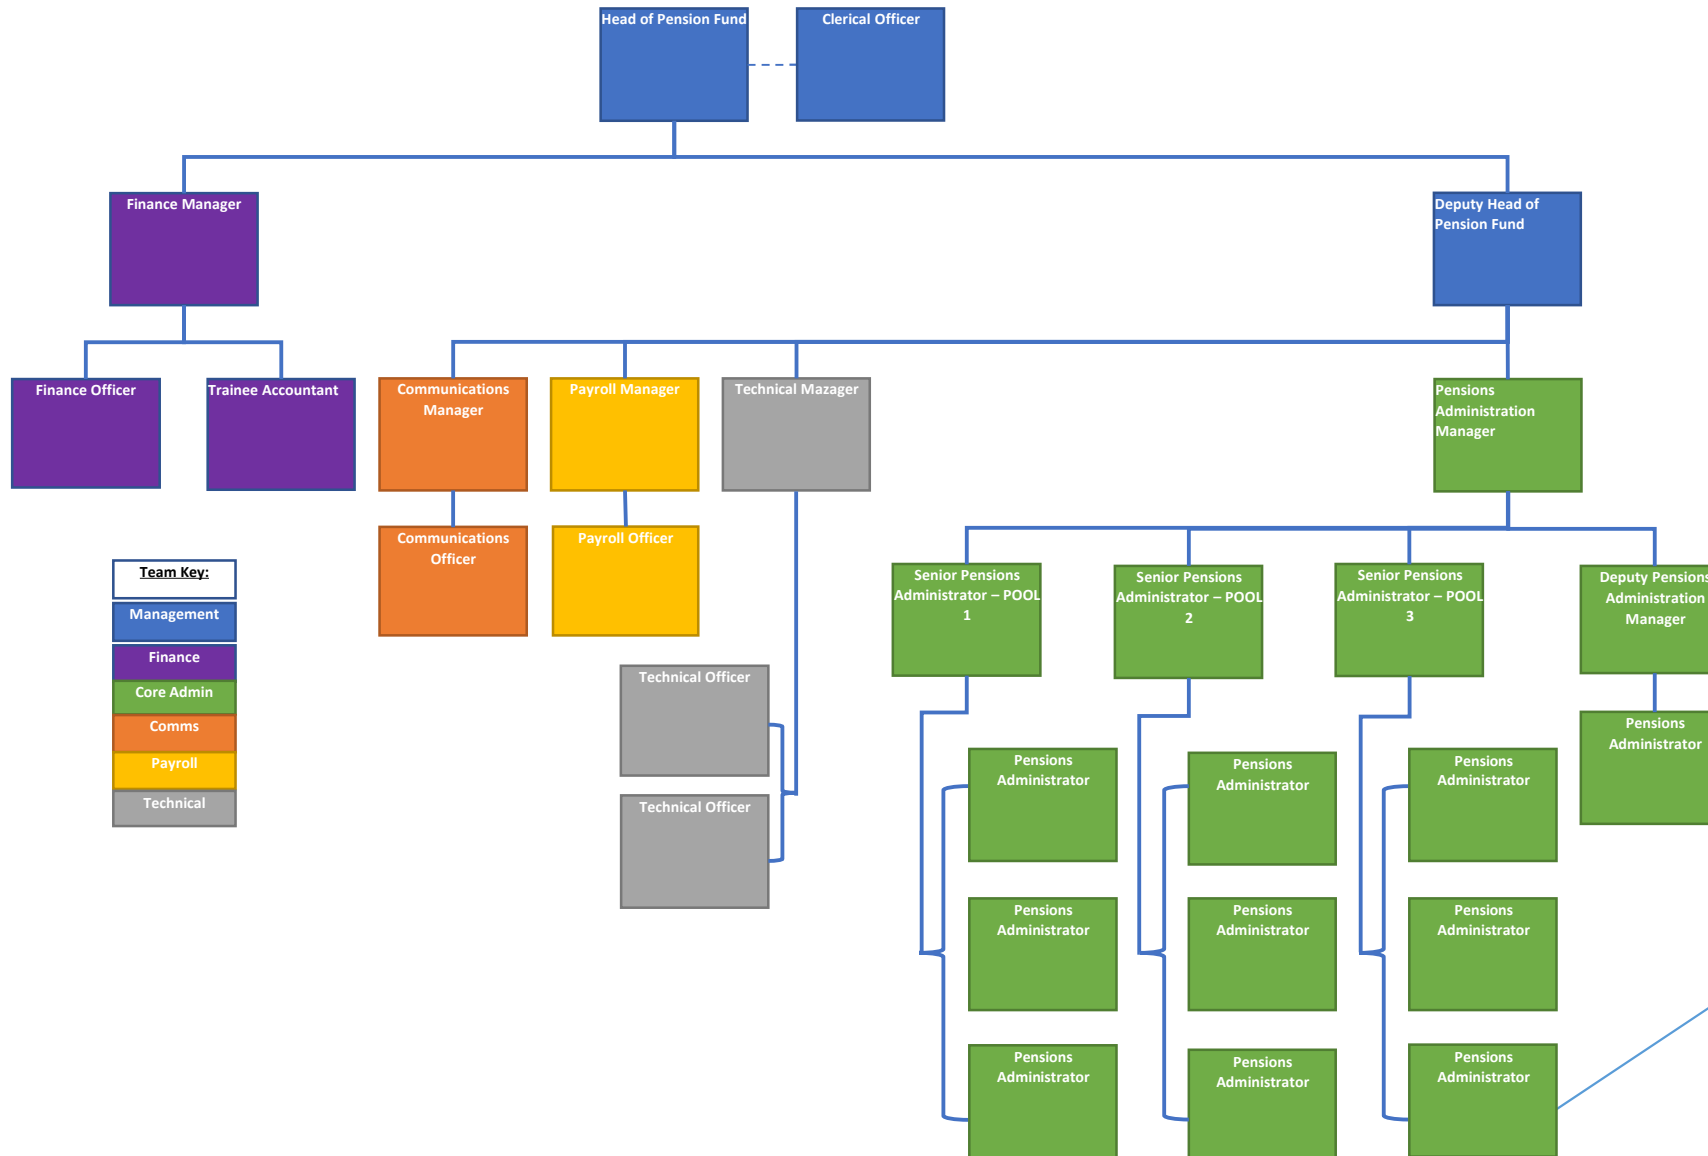 Head of Pension Fund
Clerical Officer
Finance Manager
Deputy Head of
Pension Fund
Finance Officer
Trainee Accountant
Communications
Manager
Payroll Manager
Technical Mazager
Pensions
Administration
Manager
Communications
Officer
Payroll Officer
Team Key:
Management
Finance
Core Admin
Comms
Payroll
Technical
Senior Pensions
Administrator – POOL
1
Senior Pensions
Administrator – POOL
2
Senior Pensions
Administrator – POOL
3
Deputy Pensions
Administration
Manager
Technical Officer
Technical Officer
Pensions
Administrator
Pensions
Administrator
Pensions
Administrator
Pensions
Administrator
Pensions
Administrator
Pensions
Administrator
Pensions
Administrator
Pensions
Administrator
Pensions
Administrator
Pensions
Administrator